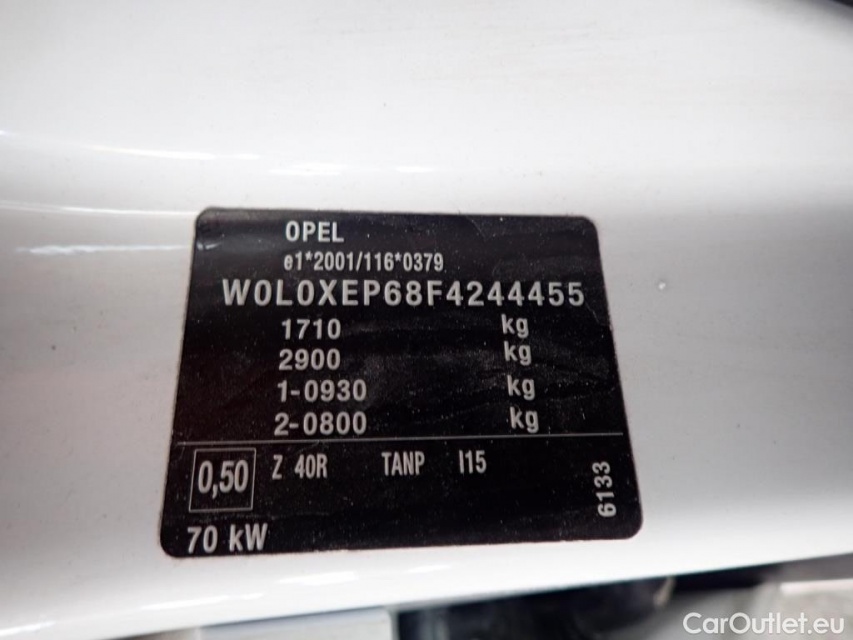 OPEL
e1*2001/116*0379
W0L0XEP68F4244455
1710 kg
2900 kg
1-0930 kg
2-0800 kg
0,50 Z 40R TANP I15
6133
70 kW
CarOutlet.eu